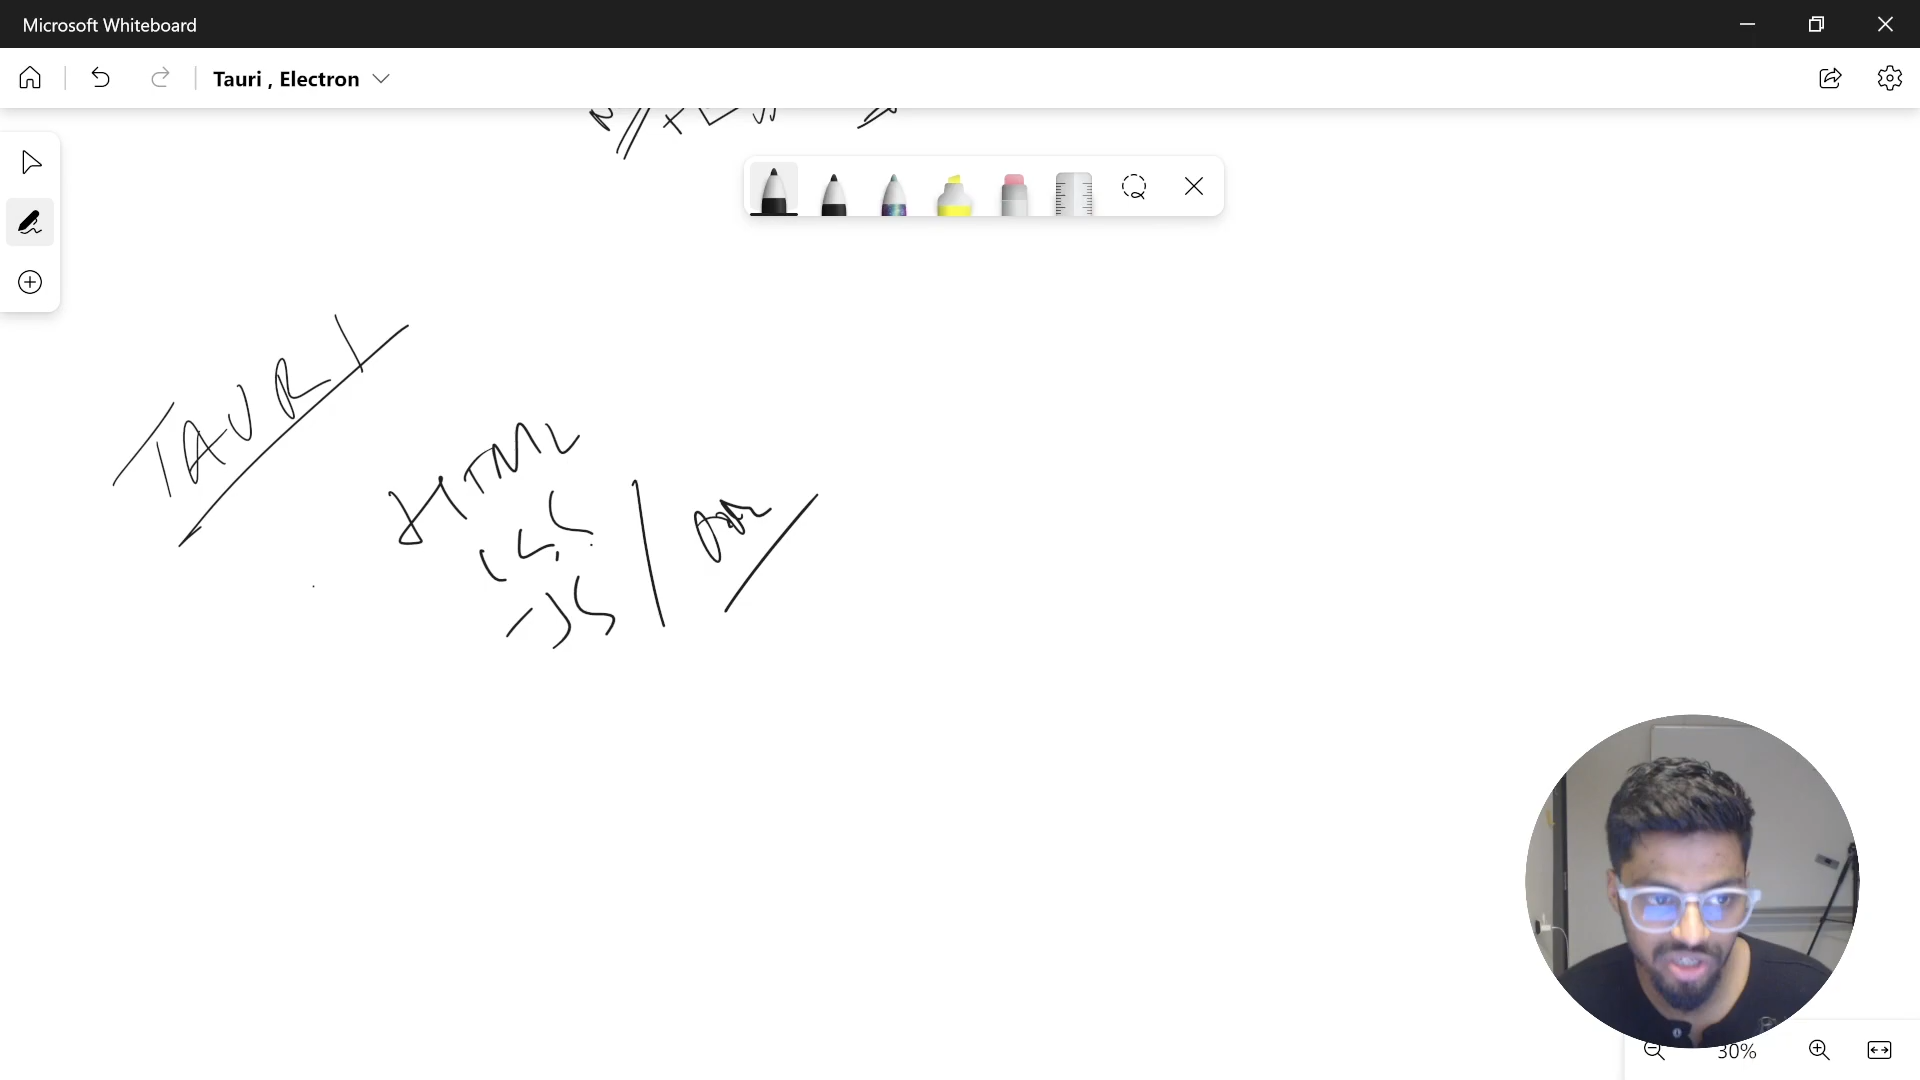 Microsoft Whiteboard
Tauri , Electron
TAURI
HTML
CSS
JS
30%